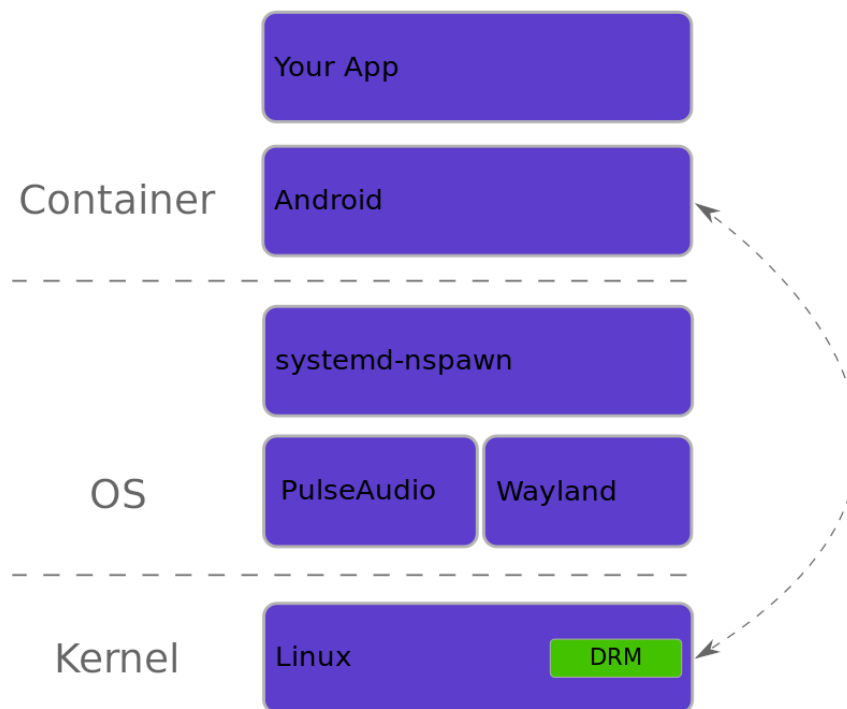 Your App
Container
Android
systemd-nspawn
OS
PulseAudio
Wayland
Kernel
Linux
DRM